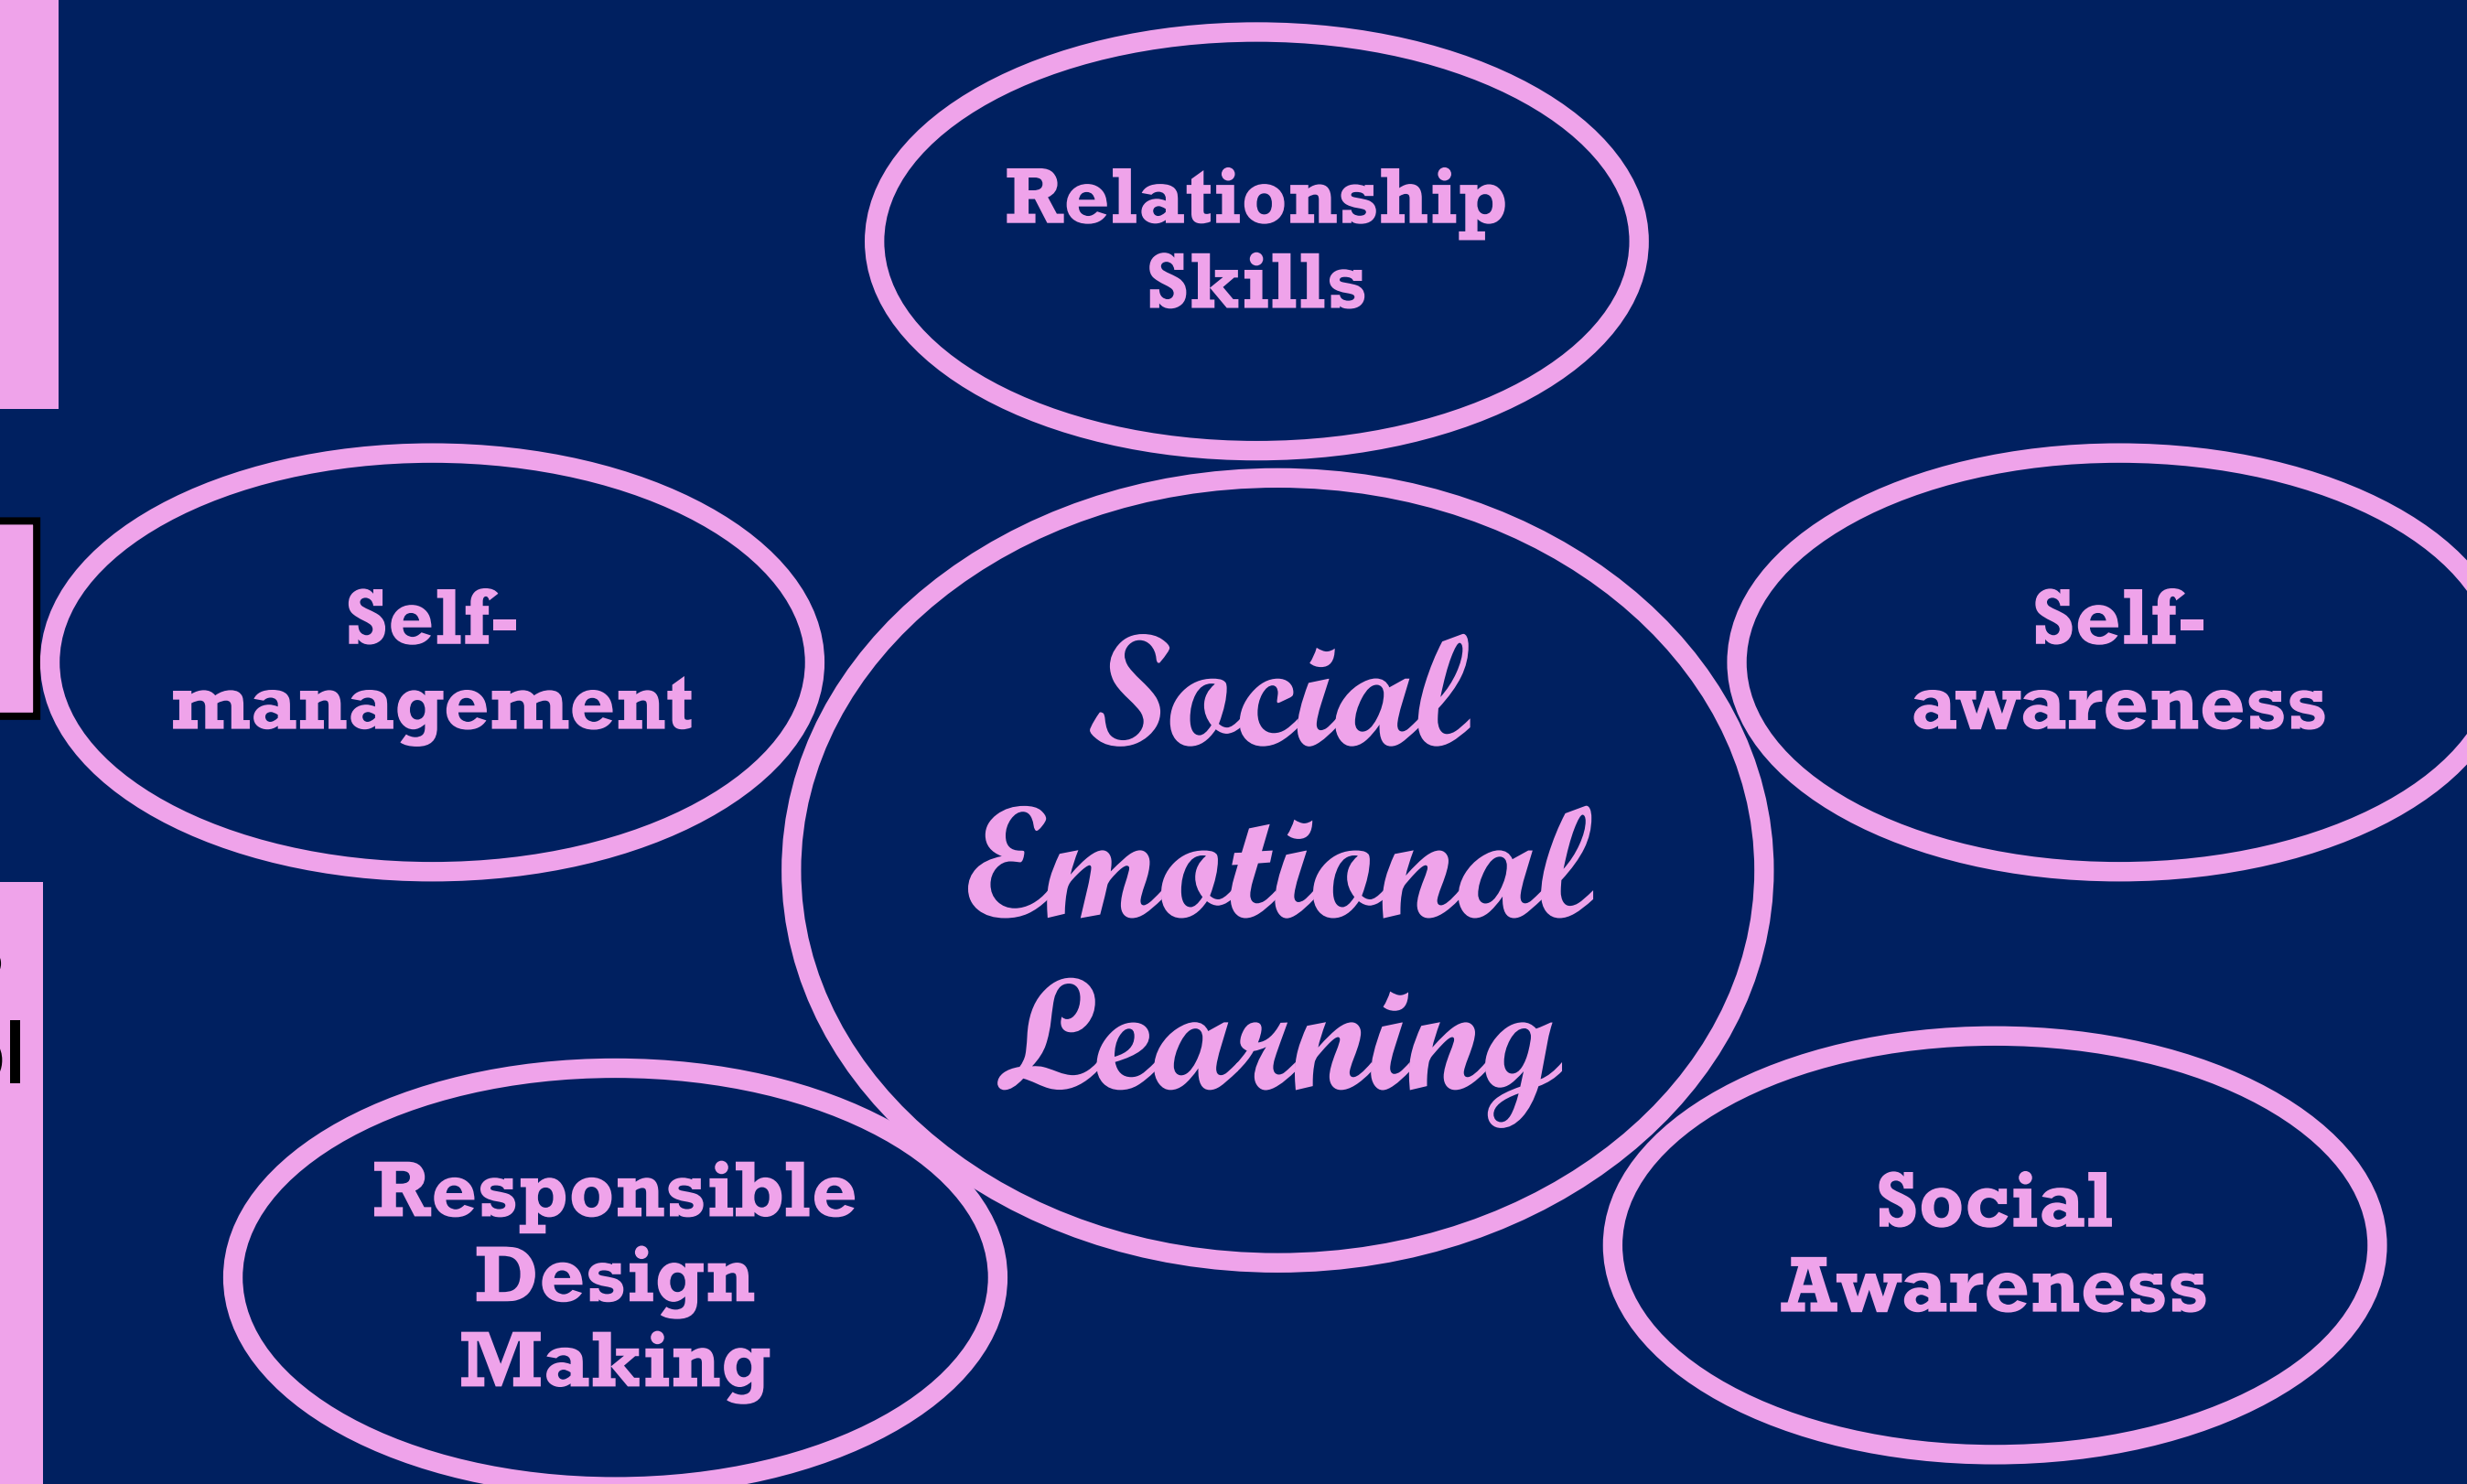 Relationship
Skills
Self-
management
Self-
awareness
Social
Emotional
Learning
Responsible
Design
Making
Social
Awareness